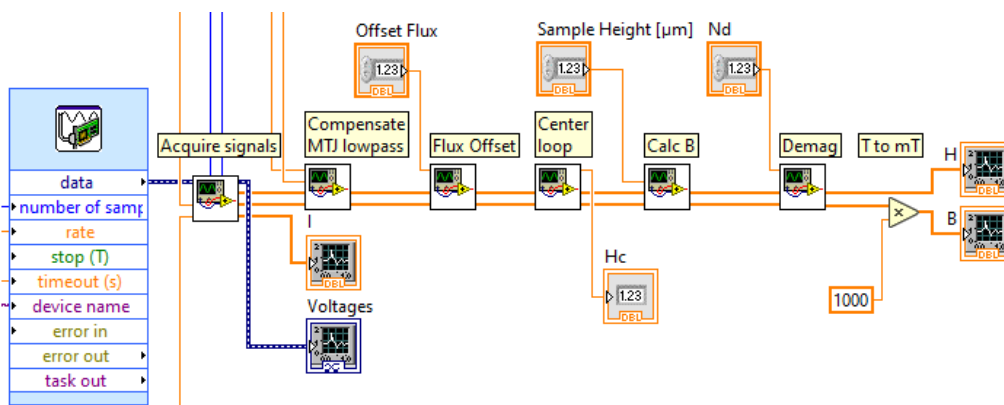 Offset Flux
Sample Height [µm]
Nd
1.23
DBL
1.23
DBL
1.23
DBL
Acquire signals
Compensate
MTJ lowpass
Flux Offset
Center
loop
Calc B
Demag
T to mT
H
B
data
number of samp
rate
stop (T)
timeout (s)
device name
error in
error out
task out
I
DBL
Voltages
Hc
1.23
DBL
x
1000